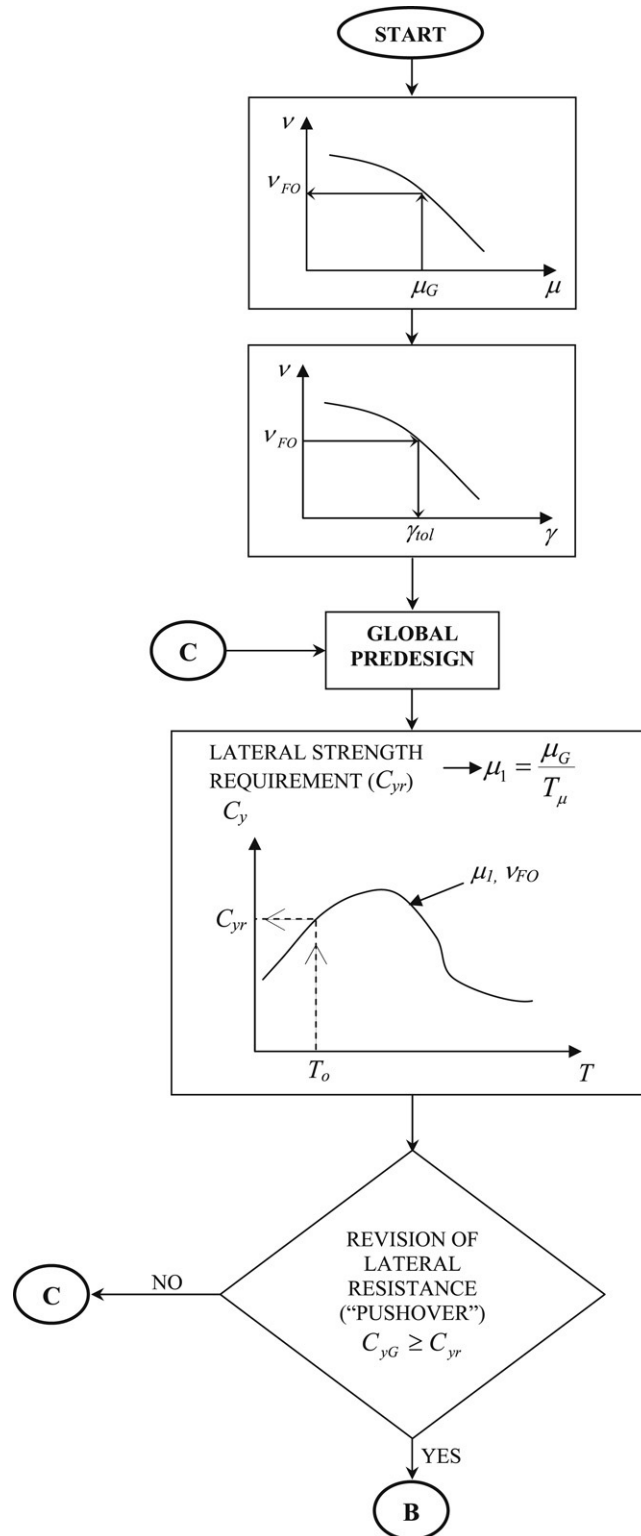 START
ν
ν_FO
μ_G
μ
ν
ν_FO
γ_tol
γ
C
GLOBAL
PREDESIGN
LATERAL STRENGTH
REQUIREMENT (C_yr)
μ_1 = μ_G / T_μ
C_y
μ_1, ν_FO
C_yr
T_o
T
REVISION OF
LATERAL
RESISTANCE
(“PUSHOVER”)
C_yG ≥ C_yr
NO
C
YES
B